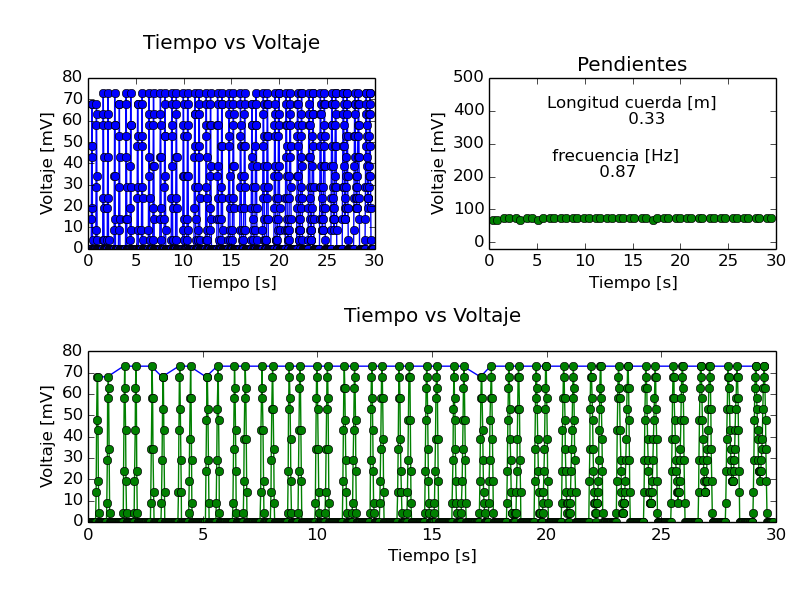 Tiempo vs Voltaje
Voltaje [mV]
80
70
60
50
40
30
20
10
0
0 5 10 15 20 25 30
Tiempo [s]
Pendientes
Voltaje [mV]
500
400
300
200
100
0
Longitud cuerda [m]
0.33
frecuencia [Hz]
0.87
0 5 10 15 20 25 30
Tiempo [s]
Tiempo vs Voltaje
Voltaje [mV]
80
70
60
50
40
30
20
10
0
0 5 10 15 20 25 30
Tiempo [s]